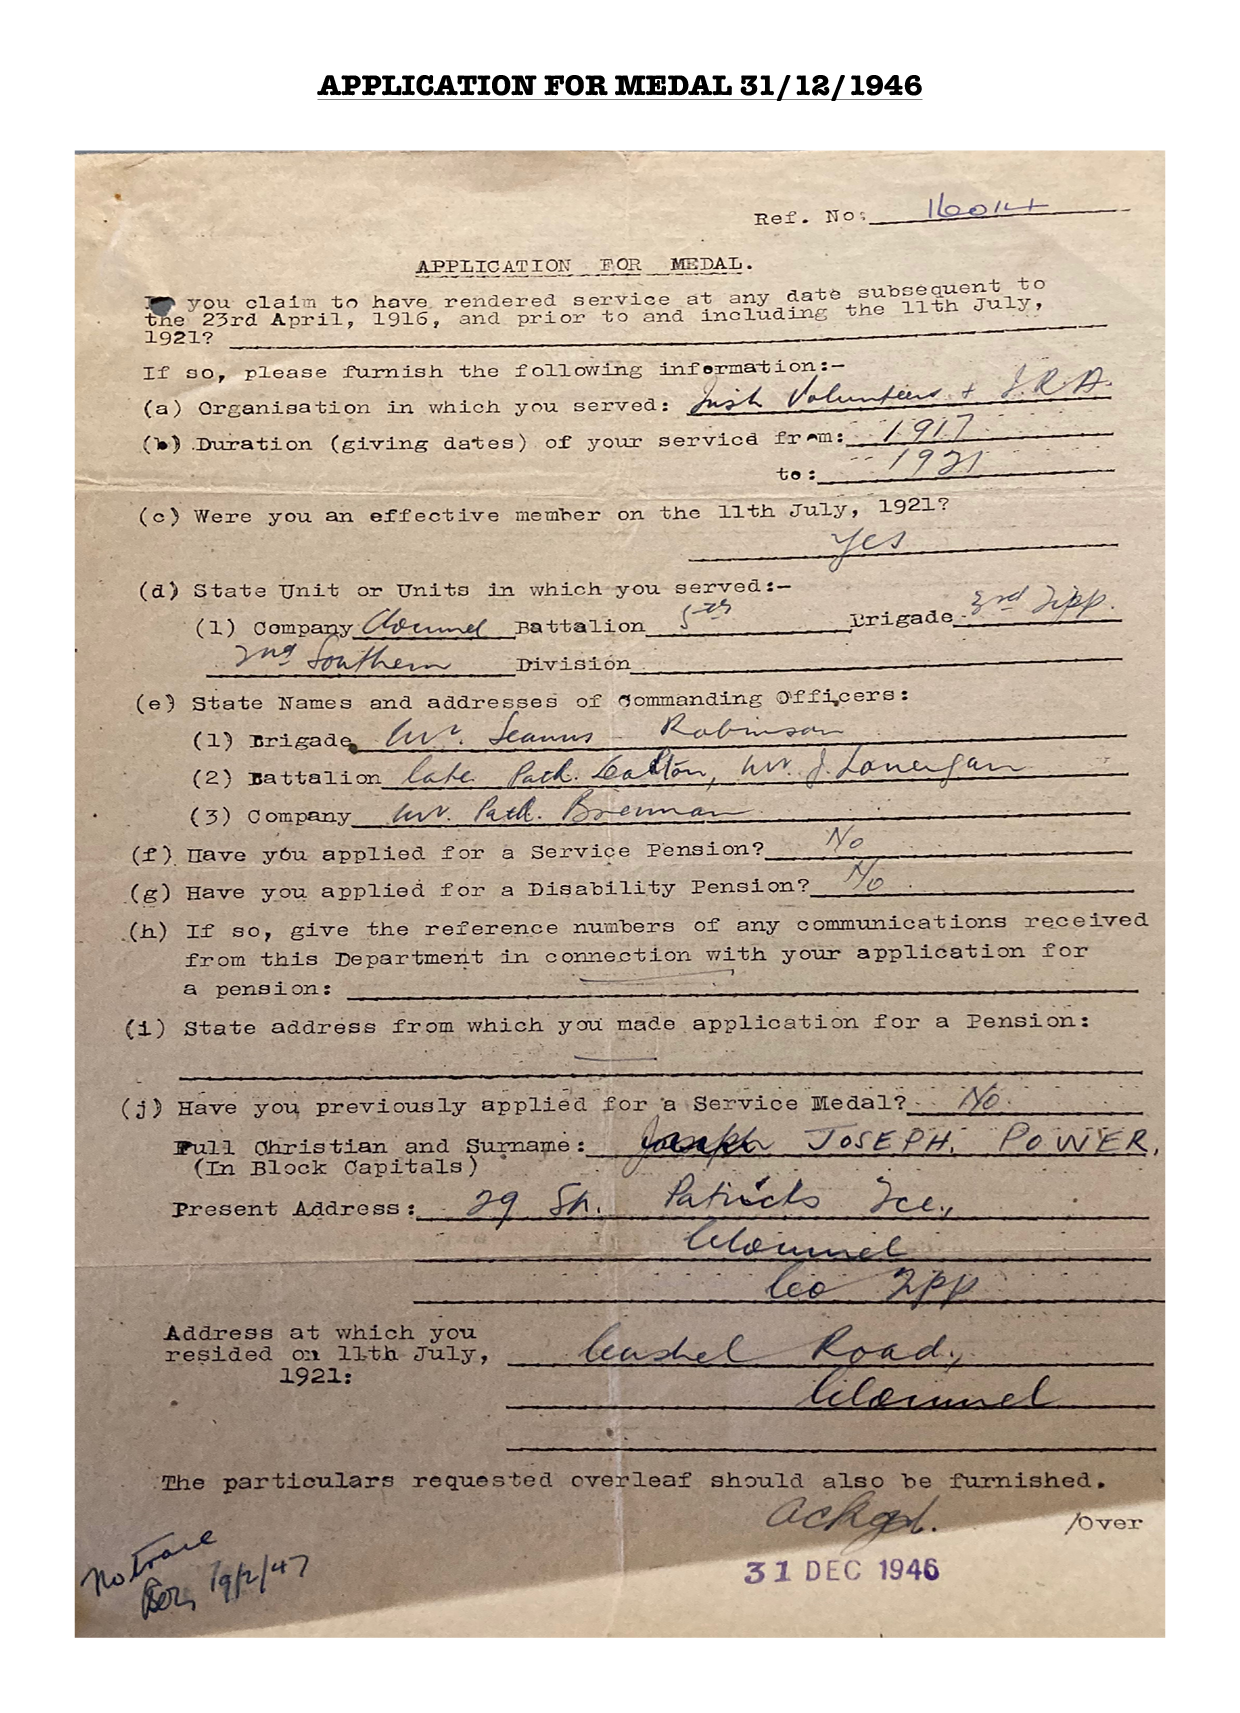 APPLICATION FOR MEDAL 31/12/1946
Ref. No:
APPLICATION FOR MEDAL.
you claim to have rendered service at any date subsequent to
the 23rd April, 1916, and prior to and including the 11th July,
1921?
If so, please furnish the following information:-
(a) Organisation in which you served: Irish Volunteers + I.R.A.
(b) Duration (giving dates) of your service from: 1917
to: 1921
(c) Were you an effective member on the 11th July, 1921?
Yes
(d) State Unit or Units in which you served:-
(1) Company Clonmel Battalion 5th Brigade 3rd Tipp.
2nd Southern Division
(e) State Names and addresses of Commanding Officers:
(1) Brigade Mr. Seamus Robinson
(2) Battalion late Patk. Mr. J. Lonergan
(3) Company Mr. Patk. Brennan
(f) Have you applied for a Service Pension? No
(g) Have you applied for a Disability Pension? No
(h) If so, give the reference numbers of any communications received
from this Department in connection with your application for
a pension:
(i) State address from which you made application for a Pension:
(j) Have you previously applied for a Service Medal? No.
Full Christian and Surname: Joseph JOSEPH. POWER.
(In Block Capitals)
Present Address: 29 St. Patricks Tce.,
Clonmel
Co Tipp
Address at which you
resided on 11th July, Cashel Road,
1921: Clonmel
The particulars requested overleaf should also be furnished.
ackgd.
/Over
No trace
19/2/47
31 DEC 1946